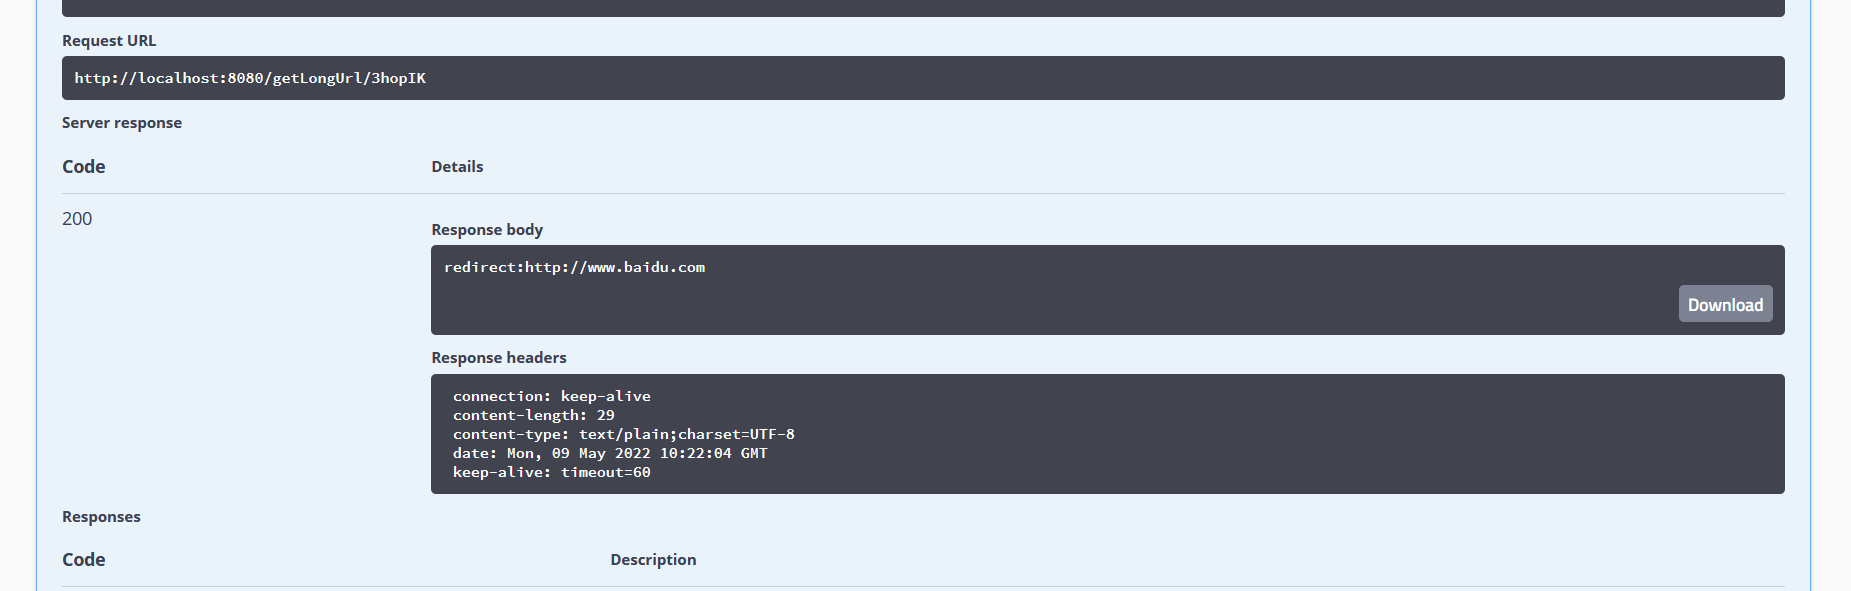 Request URL
http://localhost:8080/getLongUrl/3hopIK
Server response
Code Details
200
Response body
redirect:http://www.baidu.com
Download
Response headers
connection: keep-alive
content-length: 29
content-type: text/plain;charset=UTF-8
date: Mon, 09 May 2022 10:22:04 GMT
keep-alive: timeout=60
Responses
Code Description